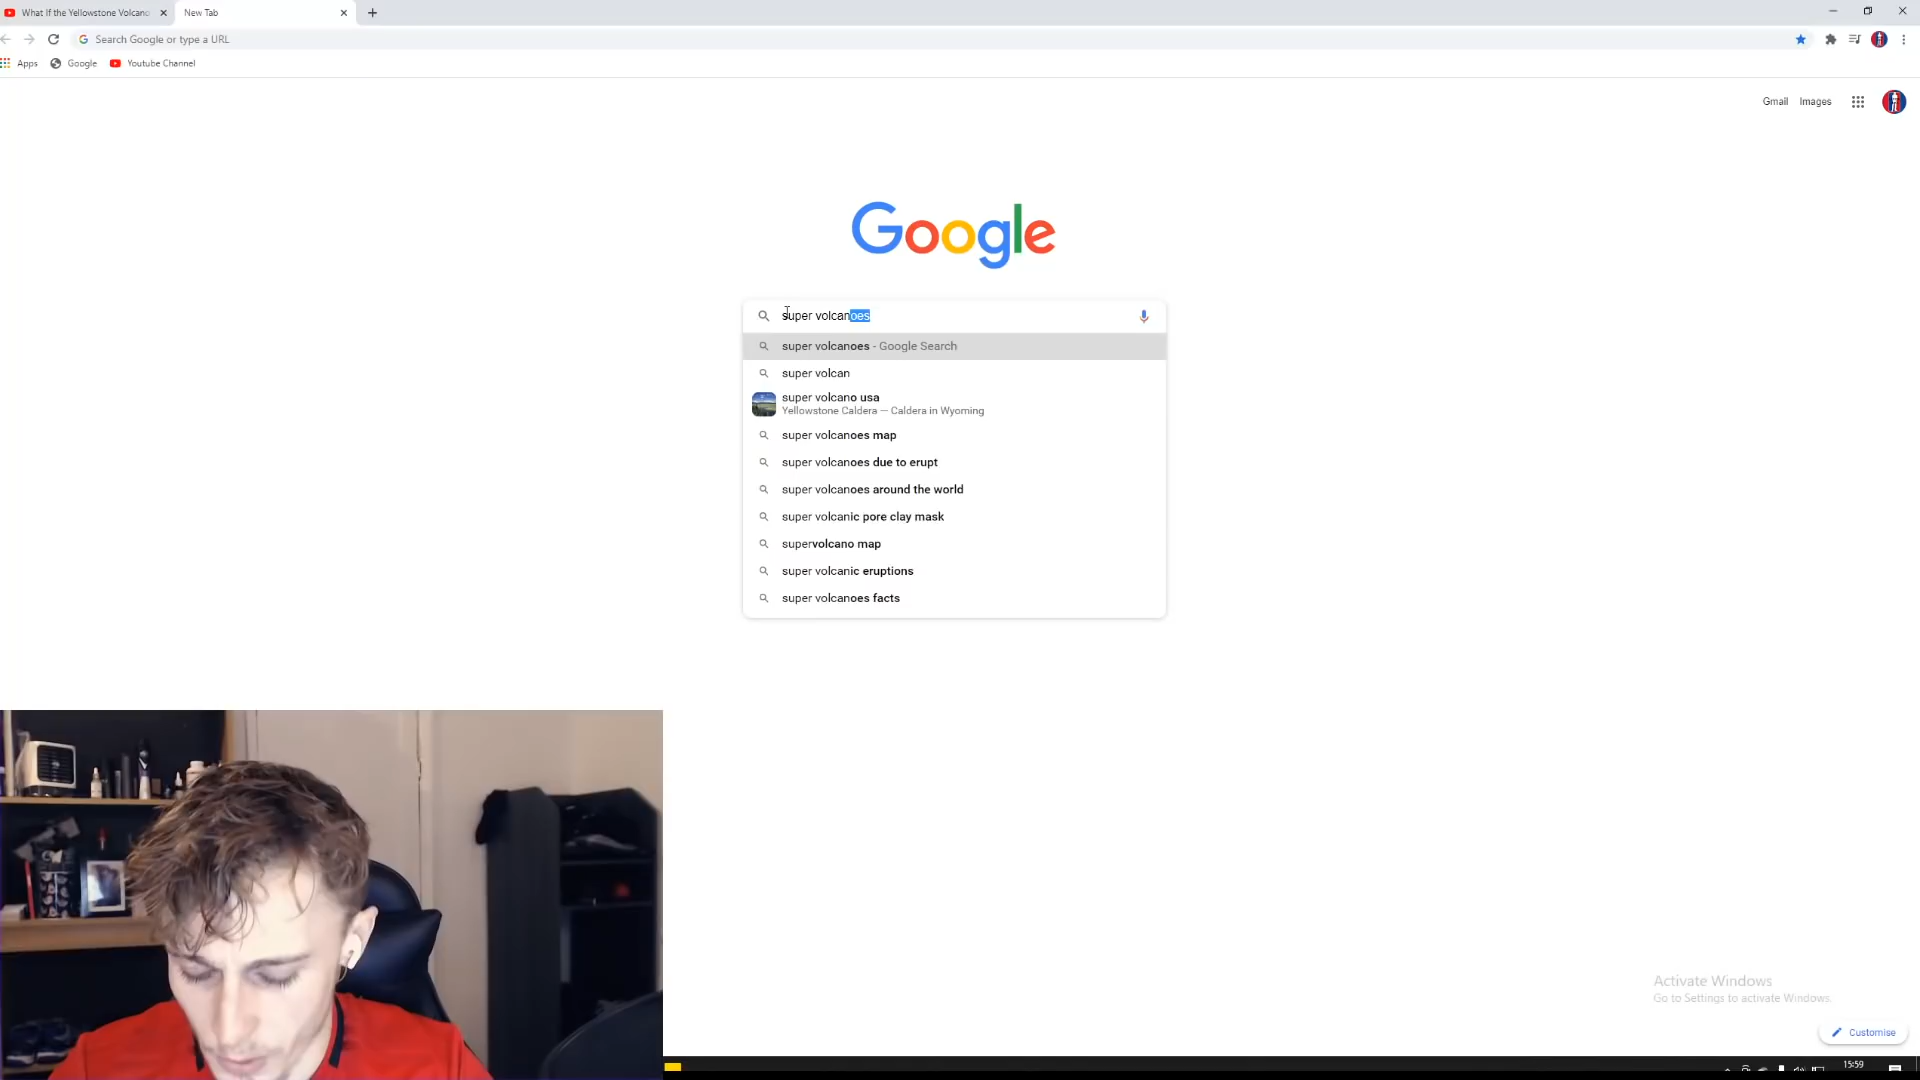 What If the Yellowstone Volcano
New Tab
Search Google or type a URL
Apps
Google
Youtube Channel
Gmail
Images
Google
super volcanoes
super volcanoes - Google Search
super volcan
super volcano usa
Yellowstone Caldera — Caldera in Wyoming
super volcanoes map
super volcanoes due to erupt
super volcanoes around the world
super volcanic pore clay mask
supervolcano map
super volcanic eruptions
super volcanoes facts
Activate Windows
Go to Settings to activate Windows.
Customise
15:59